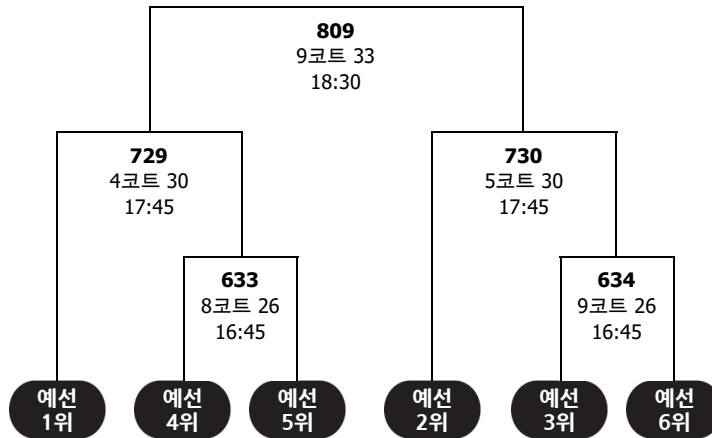 809
9코트 33
18:30
729
4코트 30
17:45
730
5코트 30
17:45
633
8코트 26
16:45
634
9코트 26
16:45
예선
1위
예선
4위
예선
5위
예선
2위
예선
3위
예선
6위